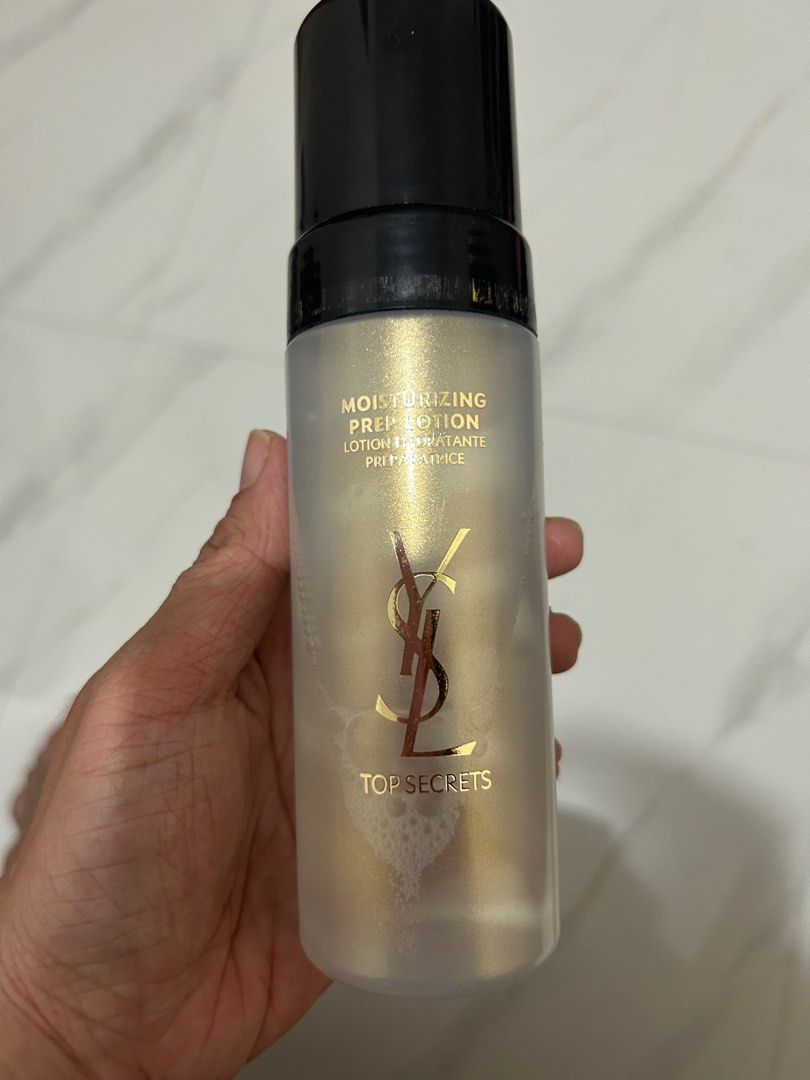 MOISTURIZING
PREP LOTION
LOTION HYDRATANTE
PRÉPARATRICE
YSL
TOP SECRETS